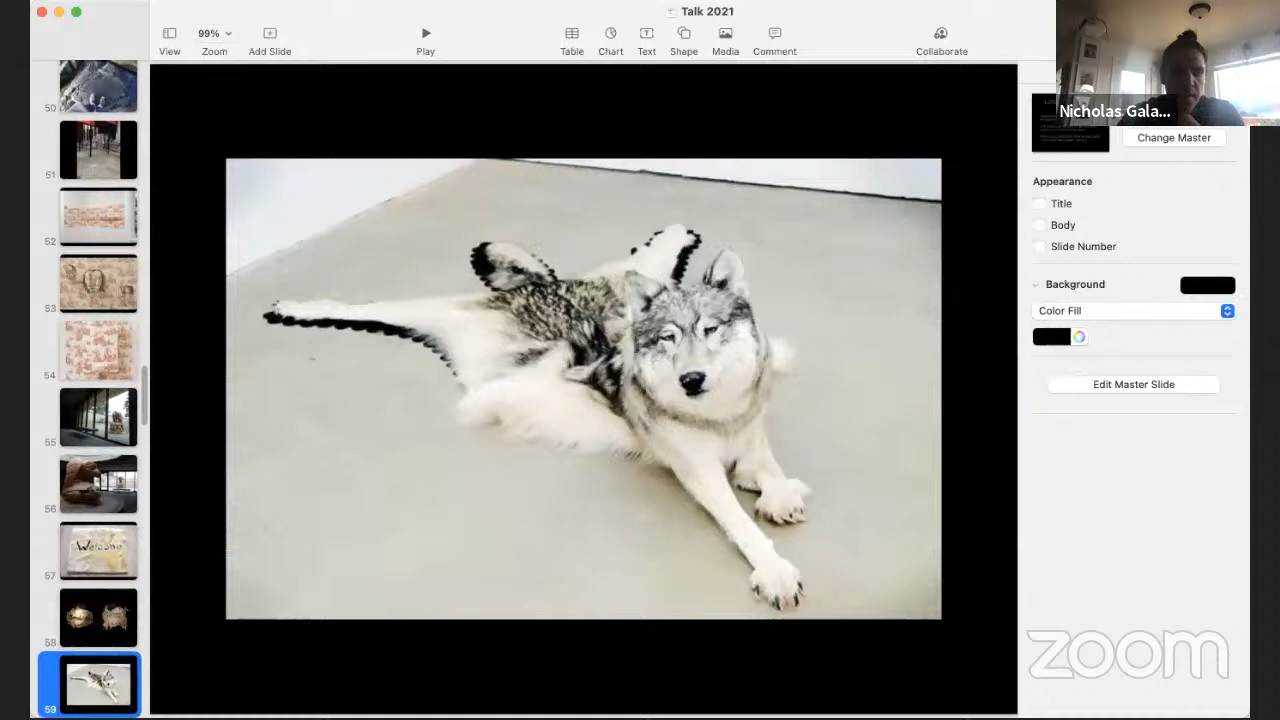 Talk 2021
99%
View
Zoom
Add Slide
Play
Table
Chart
Text
Shape
Media
Comment
Collaborate
Nicholas Gala...
50
51
52
53
54
55
56
57
58
59
Welcome
Change Master
Appearance
Title
Body
Slide Number
Background
Color Fill
Edit Master Slide
zoom